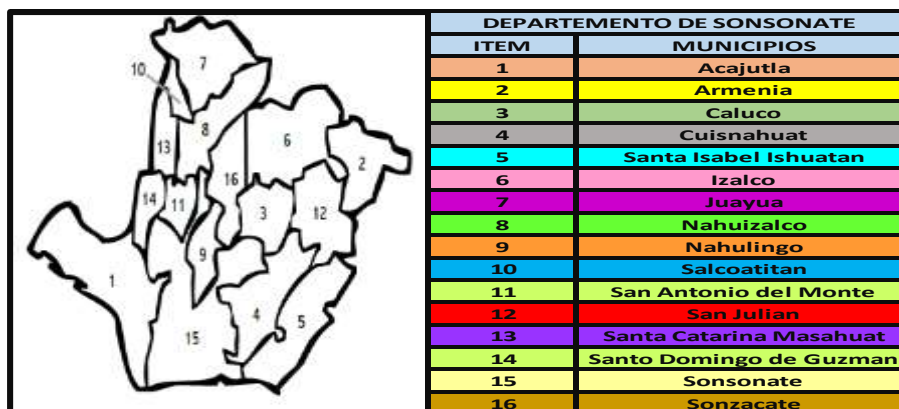 7
10
8
6
13
2
16
14
11
3
12
9
1
4
5
15
DEPARTEMENTO DE SONSONATE
ITEM MUNICIPIOS
1 Acajutla
2 Armenia
3 Caluco
4 Cuisnahuat
5 Santa Isabel Ishuatan
6 Izalco
7 Juayua
8 Nahuizalco
9 Nahulingo
10 Salcoatitan
11 San Antonio del Monte
12 San Julian
13 Santa Catarina Masahuat
14 Santo Domingo de Guzman
15 Sonsonate
16 Sonzacate